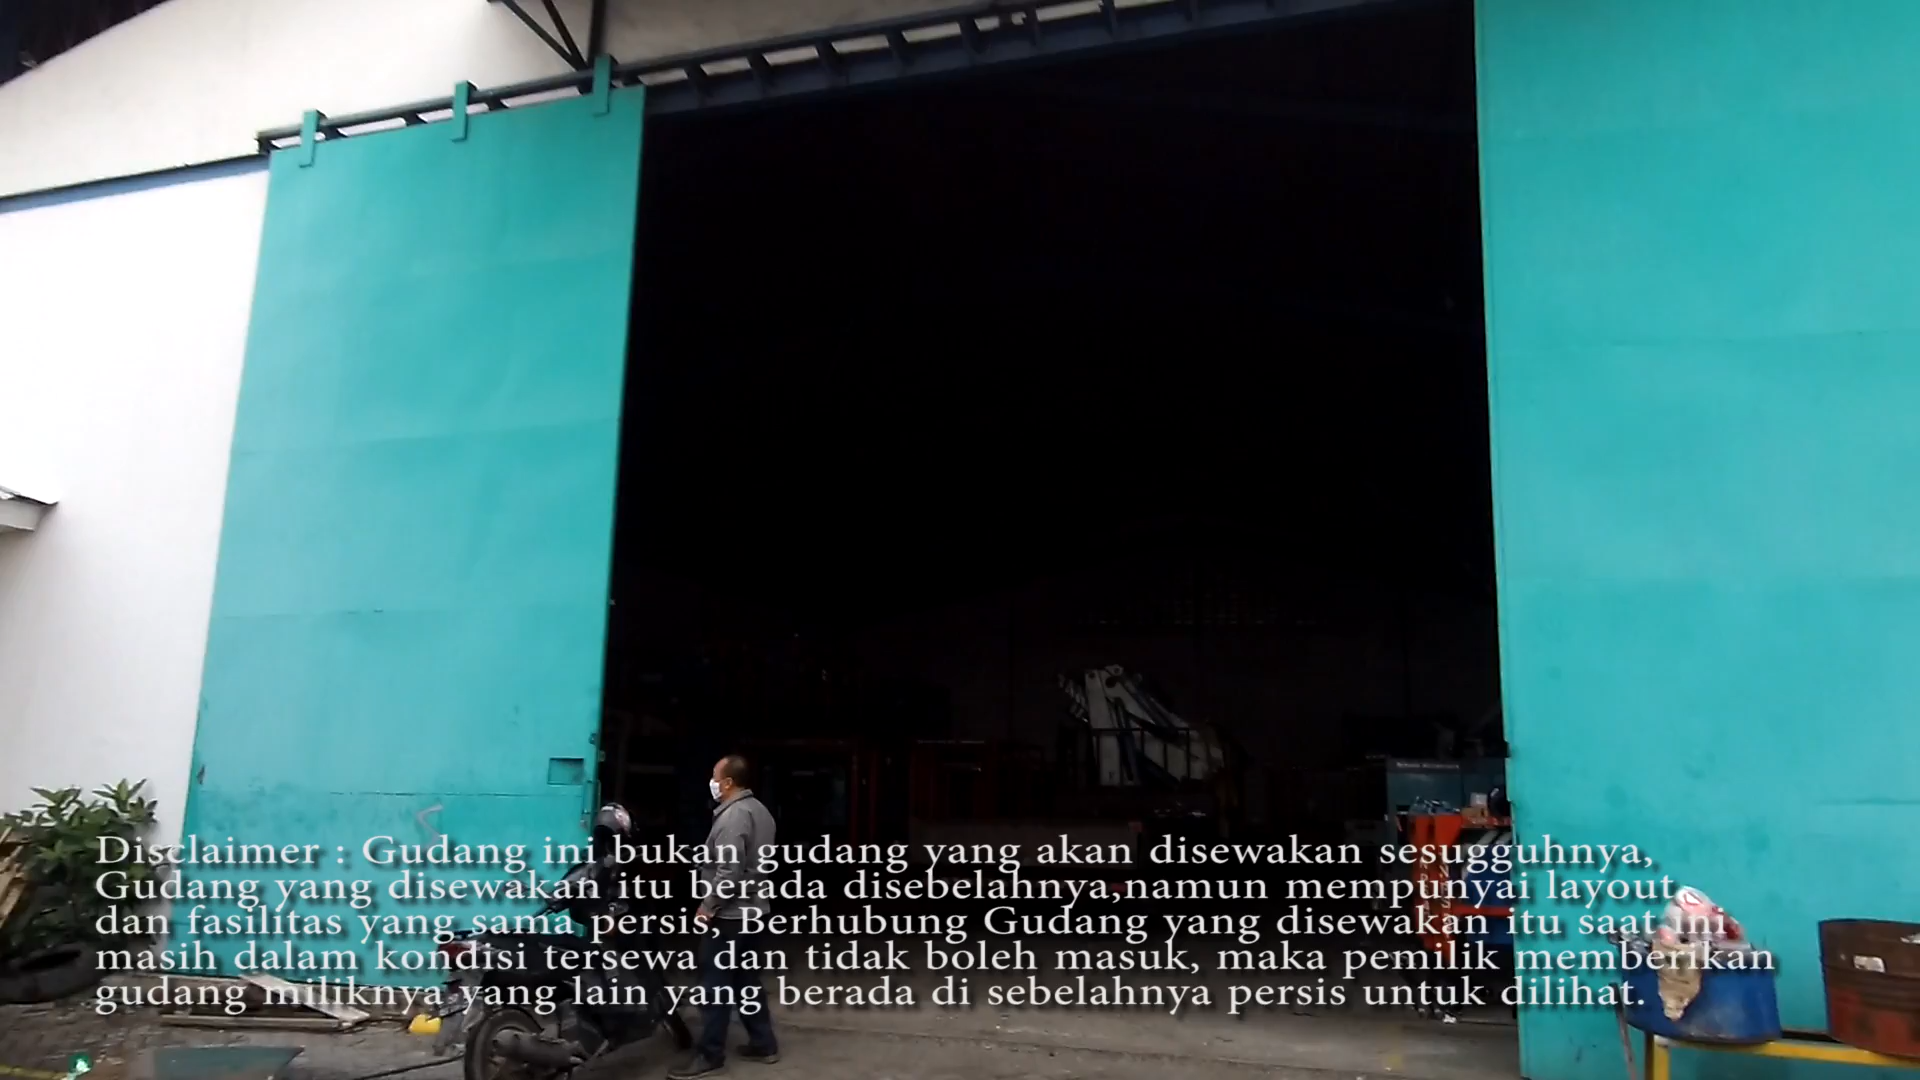 Disclaimer : Gudang ini bukan gudang yang akan disewakan sesugguhnya,
Gudang yang disewakan itu berada disebelahnya,namun mempunyai layout
dan fasilitas yang sama persis, Berhubung Gudang yang disewakan itu saat ini
masih dalam kondisi tersewa dan tidak boleh masuk, maka pemilik memberikan
gudang miliknya yang lain yang berada di sebelahnya persis untuk dilihat.